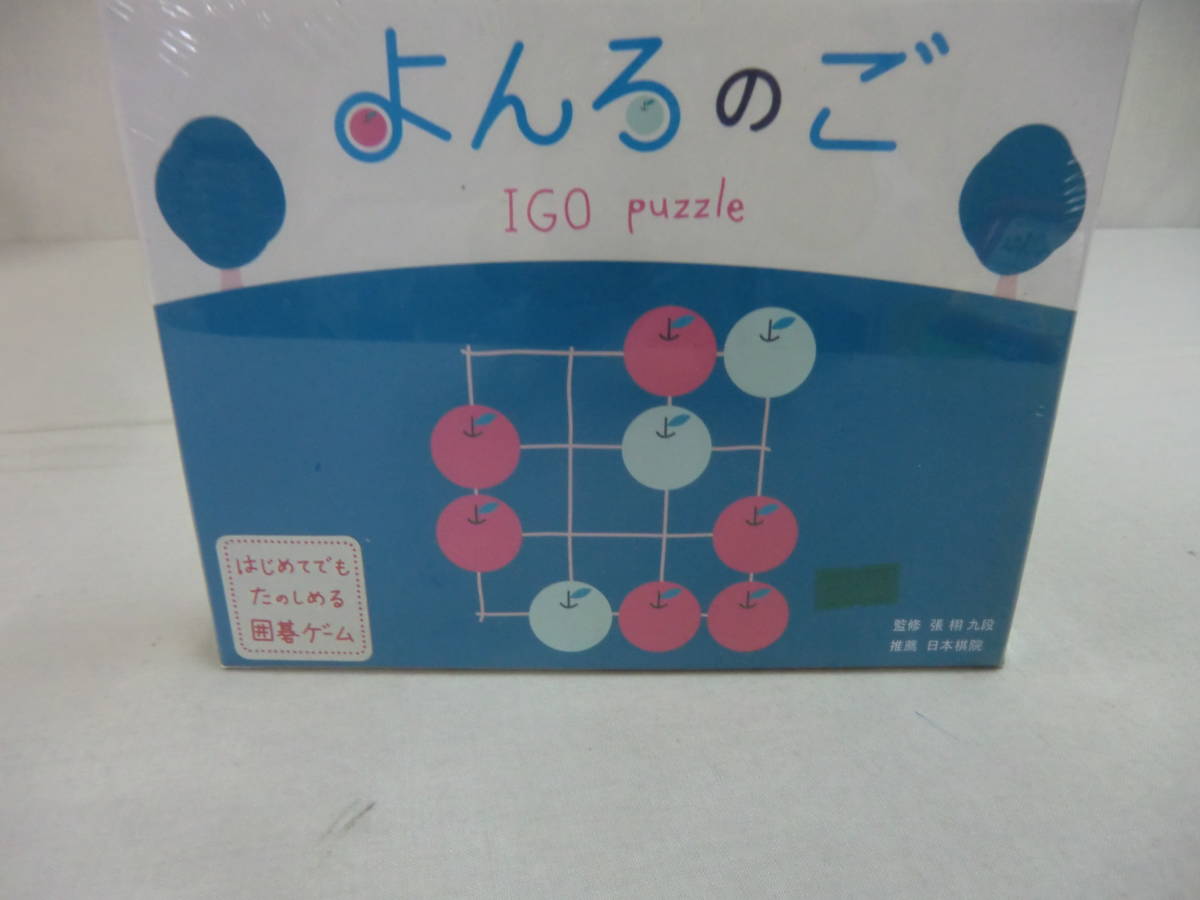 よんろのご
IGO puzzle
はじめてでも
たのしめる
囲碁ゲーム
監修 張 栩 九段
推薦 日本棋院